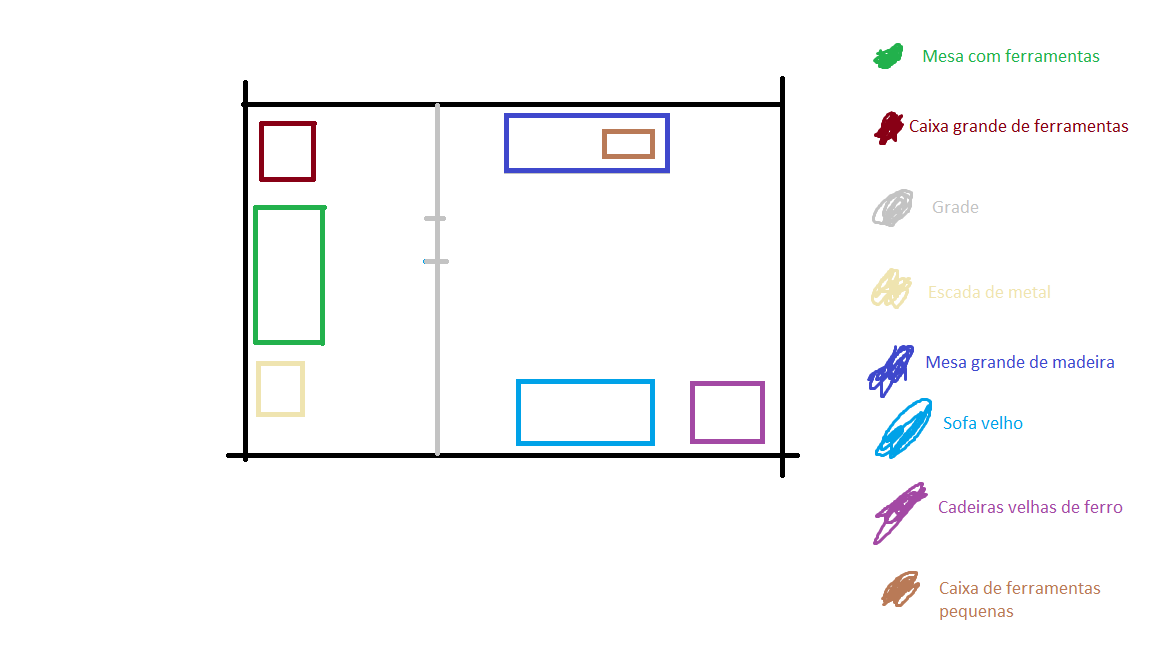 Mesa com ferramentas
Caixa grande de ferramentas
Grade
Escada de metal
Mesa grande de madeira
Sofa velho
Cadeiras velhas de ferro
Caixa de ferramentas
pequenas